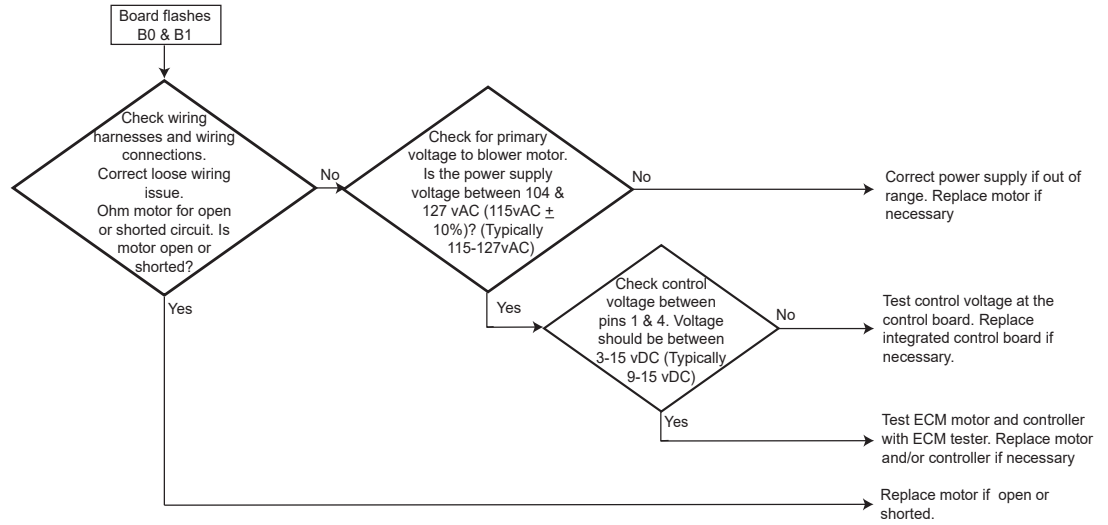 Board flashes
B0 & B1
Check wiring
harnesses and wiring
connections.
Correct loose wiring
issue.
Ohm motor for open
or shorted circuit. Is
motor open or
shorted?
No
Yes
Check for primary
voltage to blower motor.
Is the power supply
voltage between 104 &
127 vAC (115vAC ±
10%)? (Typically
115-127vAC)
No
Correct power supply if out of
range. Replace motor if
necessary
Yes
Check control
voltage between
pins 1 & 4. Voltage
should be between
3-15 vDC (Typically
9-15 vDC)
No
Test control voltage at the
control board. Replace
integrated control board if
necessary.
Yes
Test ECM motor and controller
with ECM tester. Replace motor
and/or controller if necessary
Replace motor if open or
shorted.